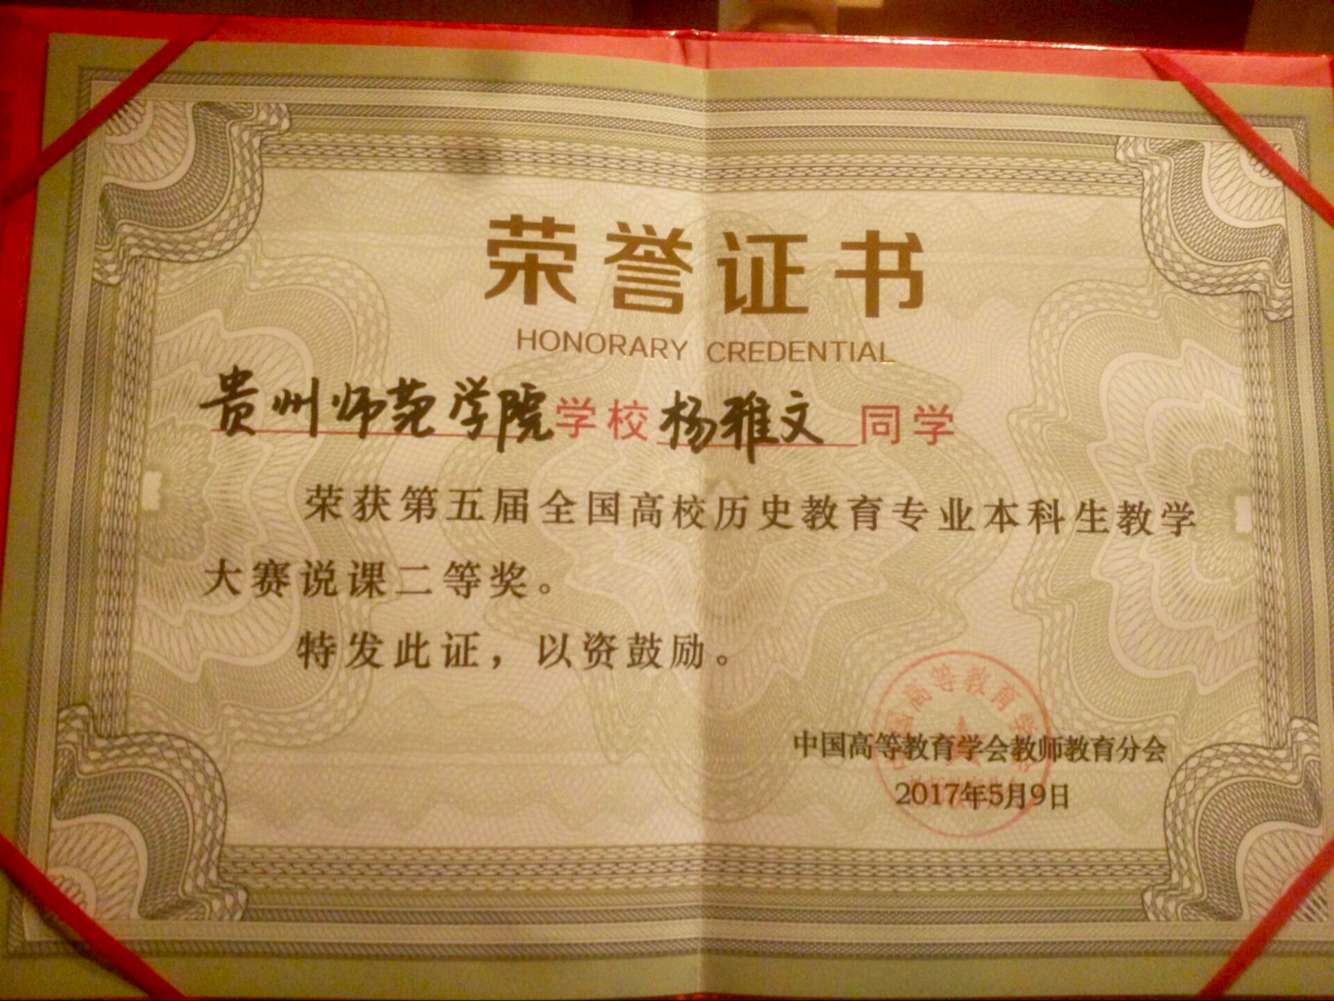 荣誉证书
HONORARY CREDENTIAL
贵州师范学院学校杨雅文同学
荣获第五届全国高校历史教育专业本科生教学
大赛说课二等奖。
特发此证，以资鼓励。
中国高等教育学会教师教育分会
2017年5月9日